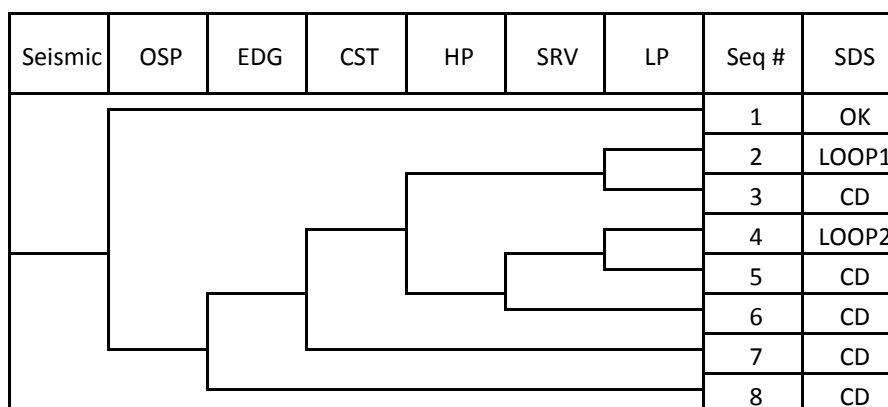 Seismic OSP EDG CST HP SRV LP Seq # SDS
1 OK
2 LOOP1
3 CD
4 LOOP2
5 CD
6 CD
7 CD
8 CD